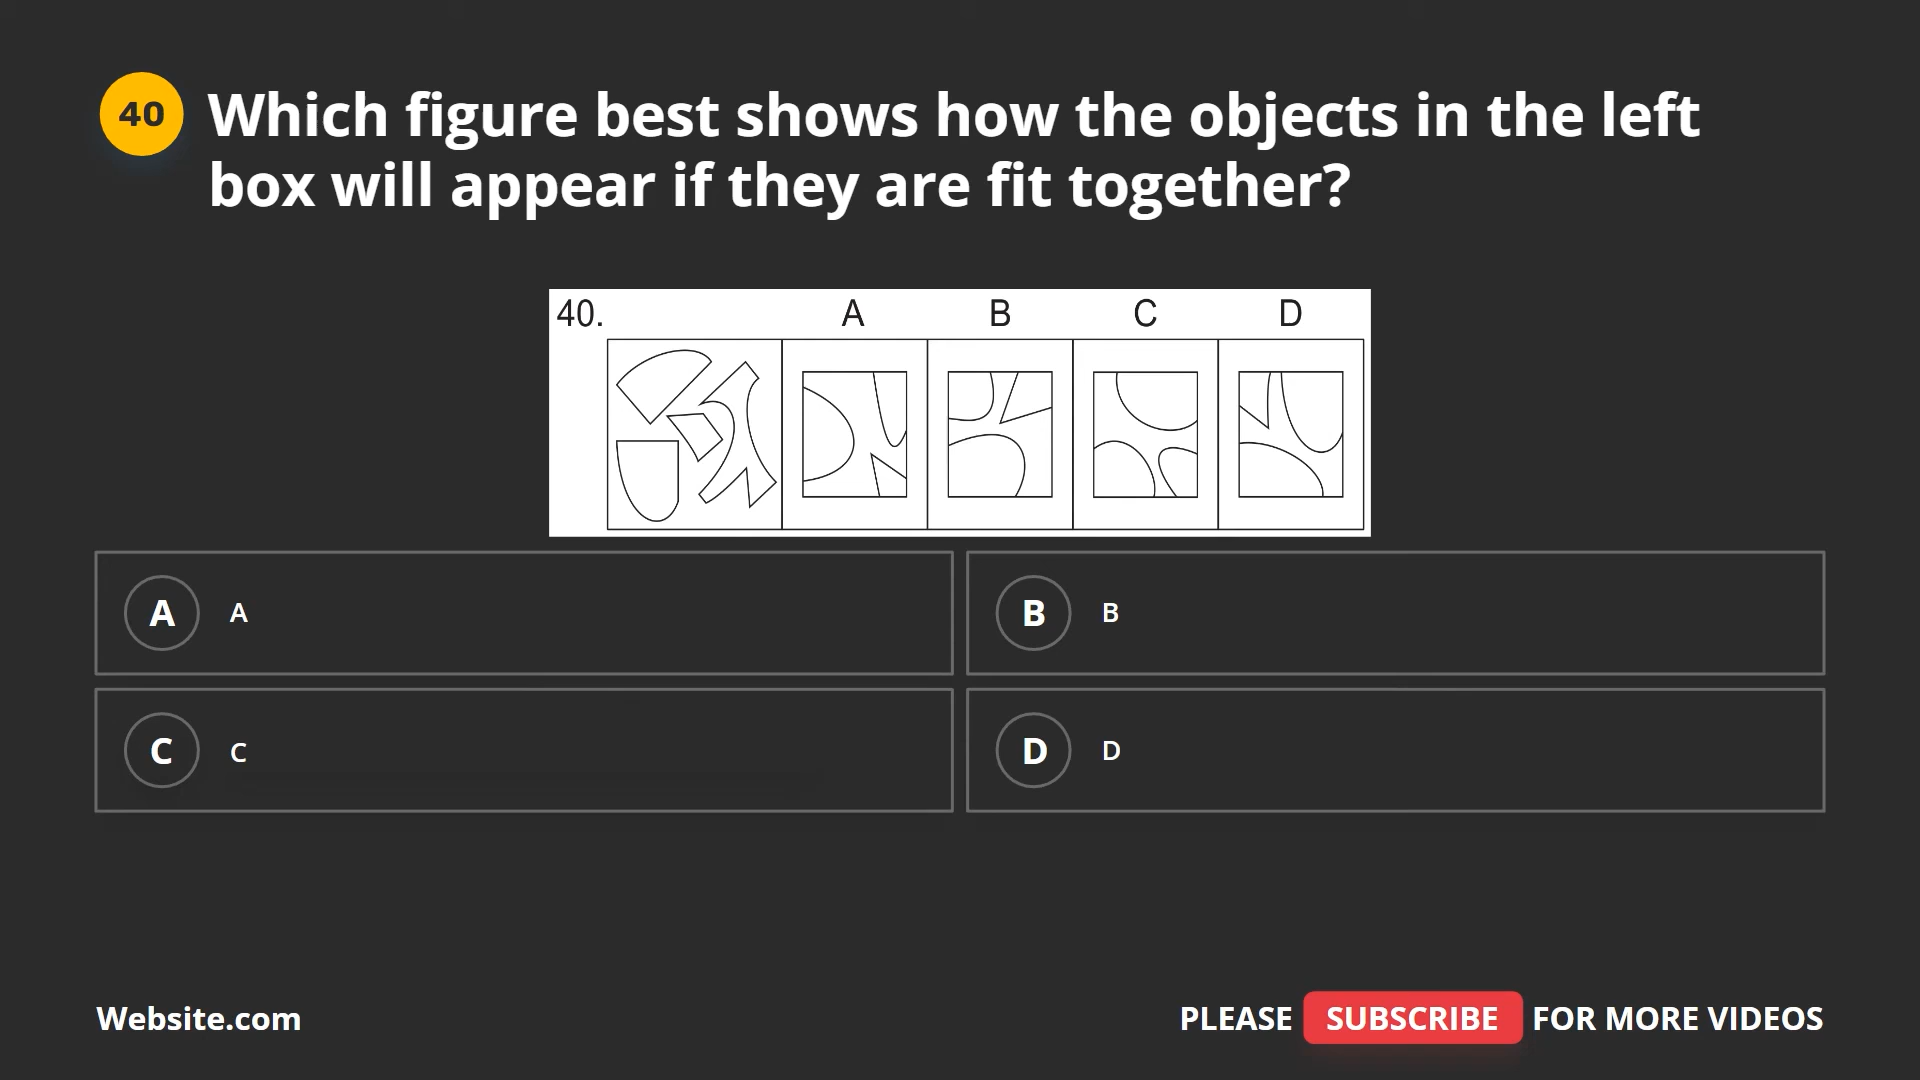 40
Which figure best shows how the objects in the left
box will appear if they are fit together?
40.
A
B
C
D
A A
B B
C C
D D
Website.com
PLEASE SUBSCRIBE FOR MORE VIDEOS